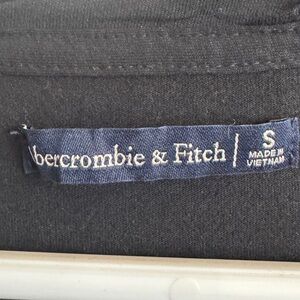 Abercrombie & Fitch | S
MADE IN
VIETNAM